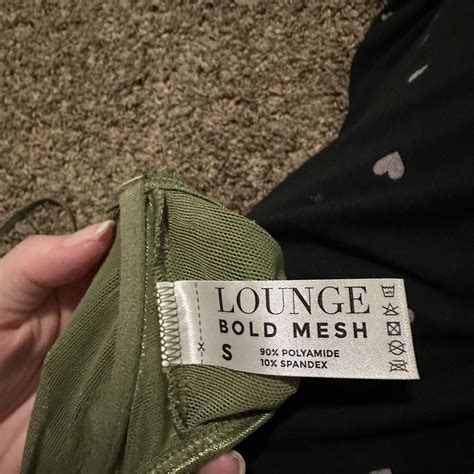 LOUNGE
BOLD MESH
S
90% POLYAMIDE
10% SPANDEX